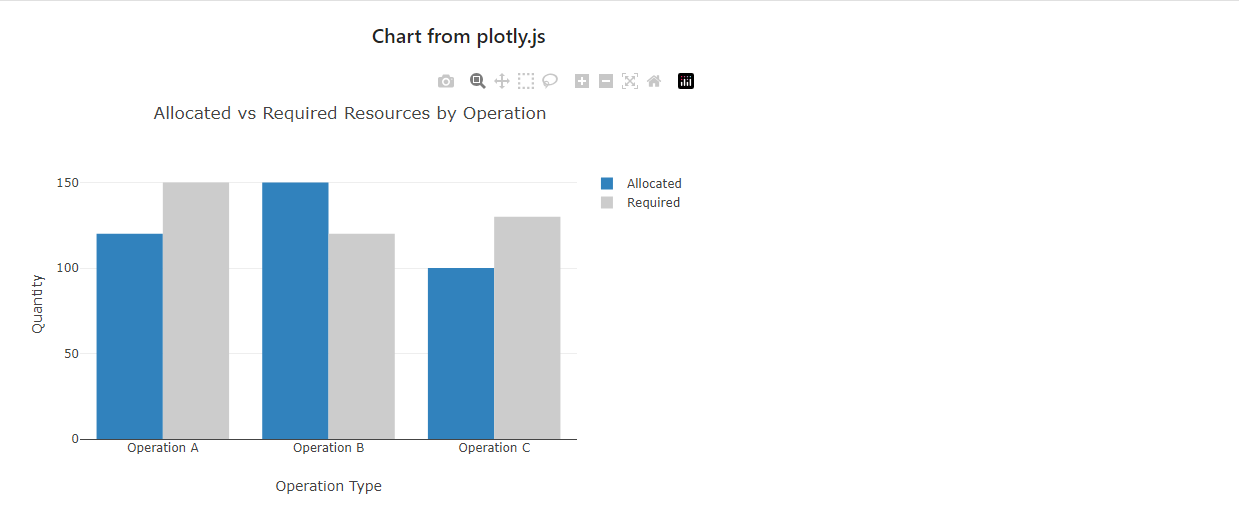 Chart from plotly.js
Allocated vs Required Resources by Operation
150
100
50
0
Quantity
Operation A
Operation B
Operation C
Operation Type
Allocated
Required